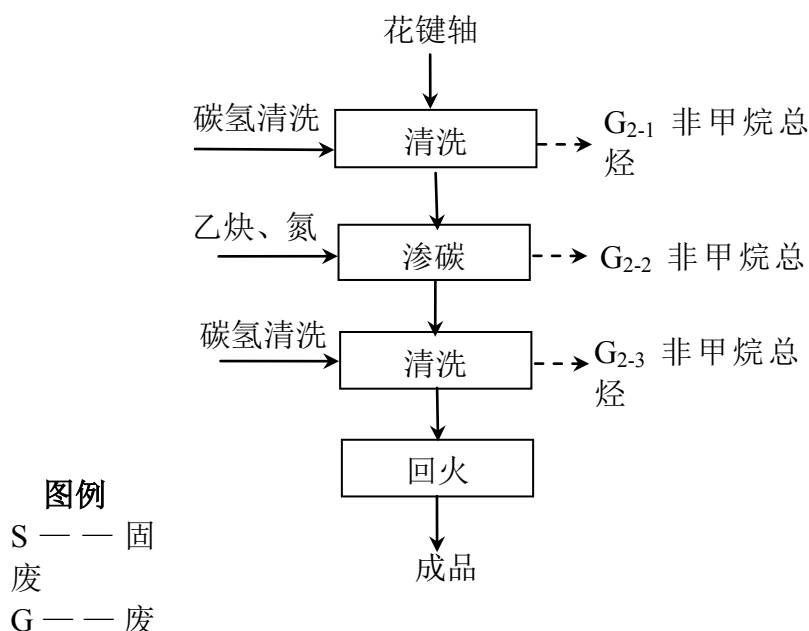 花键轴
碳氢清洗
清洗
G2-1 非甲烷总
烃
乙炔、氮
渗碳
G2-2 非甲烷总
碳氢清洗
清洗
G2-3 非甲烷总
烃
回火
图例
S — — 固
废
成品
G — — 废